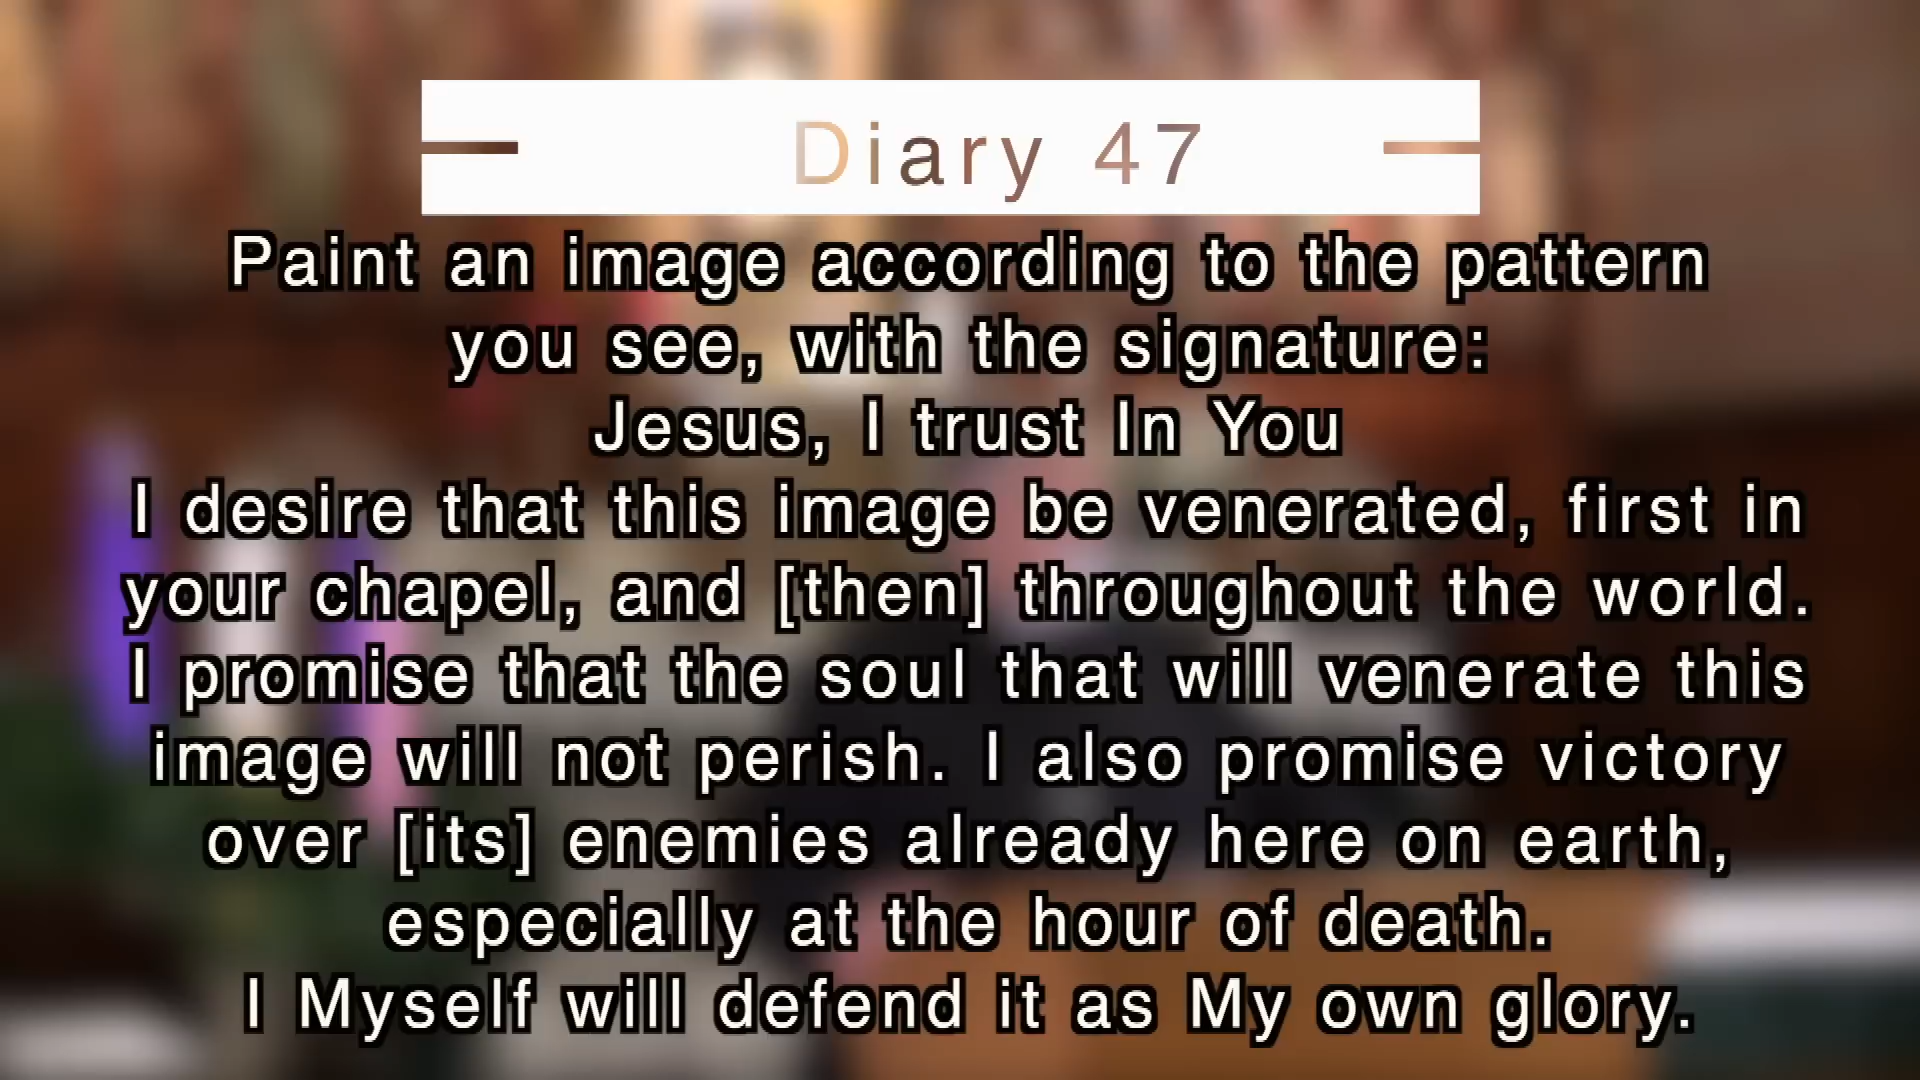 Diary 47
Paint an image according to the pattern
you see, with the signature:
Jesus, I trust In You
I desire that this image be venerated, first in
your chapel, and [then] throughout the world.
I promise that the soul that will venerate this
image will not perish. I also promise victory
over [its] enemies already here on earth,
especially at the hour of death.
I Myself will defend it as My own glory.